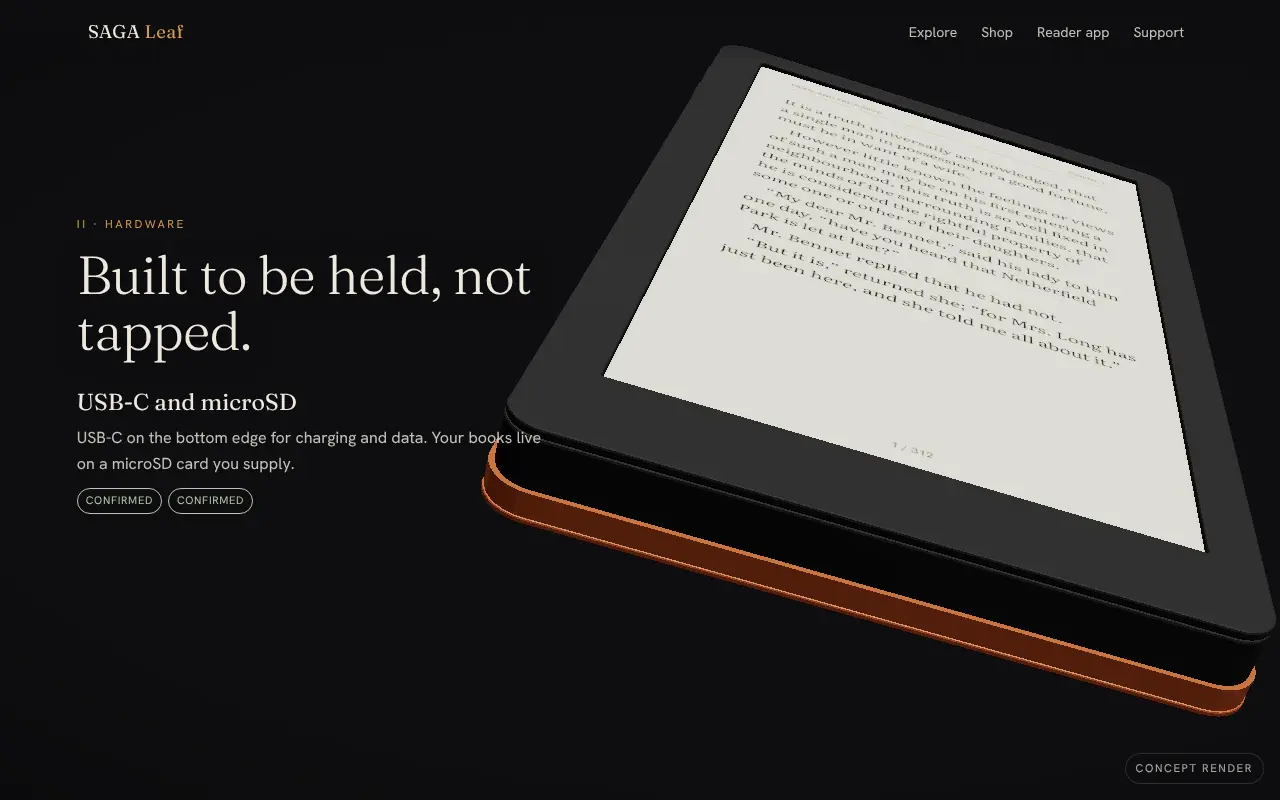 SAGA Leaf
Explore
Shop
Reader app
Support
II · HARDWARE
Built to be held, not
tapped.
USB-C and microSD
USB-C on the bottom edge for charging and data. Your books live
on a microSD card you supply.
CONFIRMED
CONFIRMED
It is a truth universally acknowledged, that
a single man in possession of a good fortune,
must be in want of a wife.
However little known the feelings or views
of such a man may be on his first entering a
neighbourhood, this truth is so well fixed in
the minds of the surrounding families, that
he is considered the rightful property of
some one or other of their daughters.
“My dear Mr. Bennet,” said his lady to him
one day, “have you heard that Netherfield
Park is let at last?”
Mr. Bennet replied that he had not.
“But it is,” returned she; “for Mrs. Long has
just been here, and she told me all about it.”
1 / 312
CONCEPT RENDER